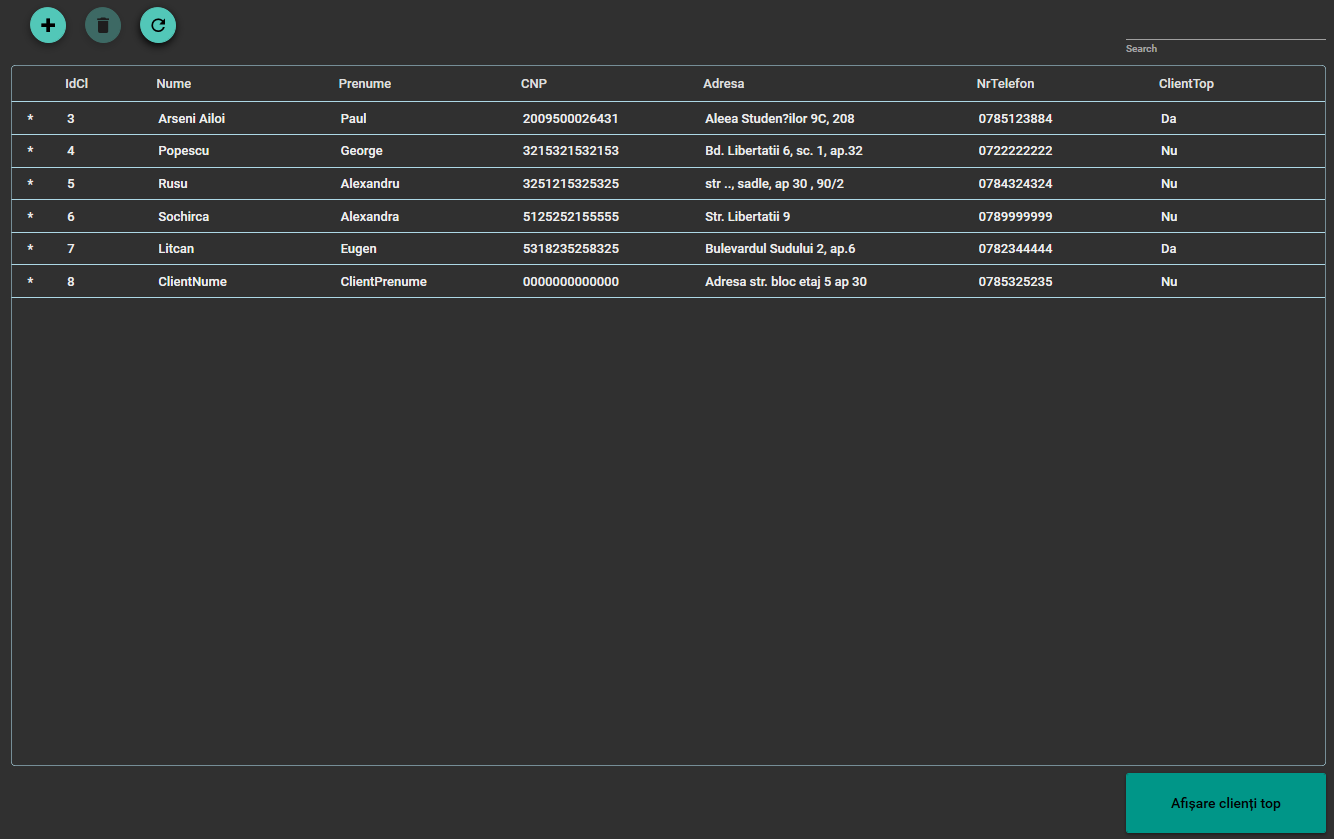 Search
IdCl Nume Prenume CNP Adresa NrTelefon ClientTop
* 3 Arseni Ailoi Paul 2009500026431 Aleea Studen?ilor 9C, 208 0785123884 Da
* 4 Popescu George 3215321532153 Bd. Libertatii 6, sc. 1, ap.32 0722222222 Nu
* 5 Rusu Alexandru 3251215325325 str .., sadle, ap 30 , 90/2 0784324324 Nu
* 6 Sochirca Alexandra 5125252155555 Str. Libertatii 9 0789999999 Nu
* 7 Litcan Eugen 5318235258325 Bulevardul Sudului 2, ap.6 0782344444 Da
* 8 ClientNume ClientPrenume 0000000000000 Adresa str. bloc etaj 5 ap 30 0785325235 Nu
Afișare clienți top